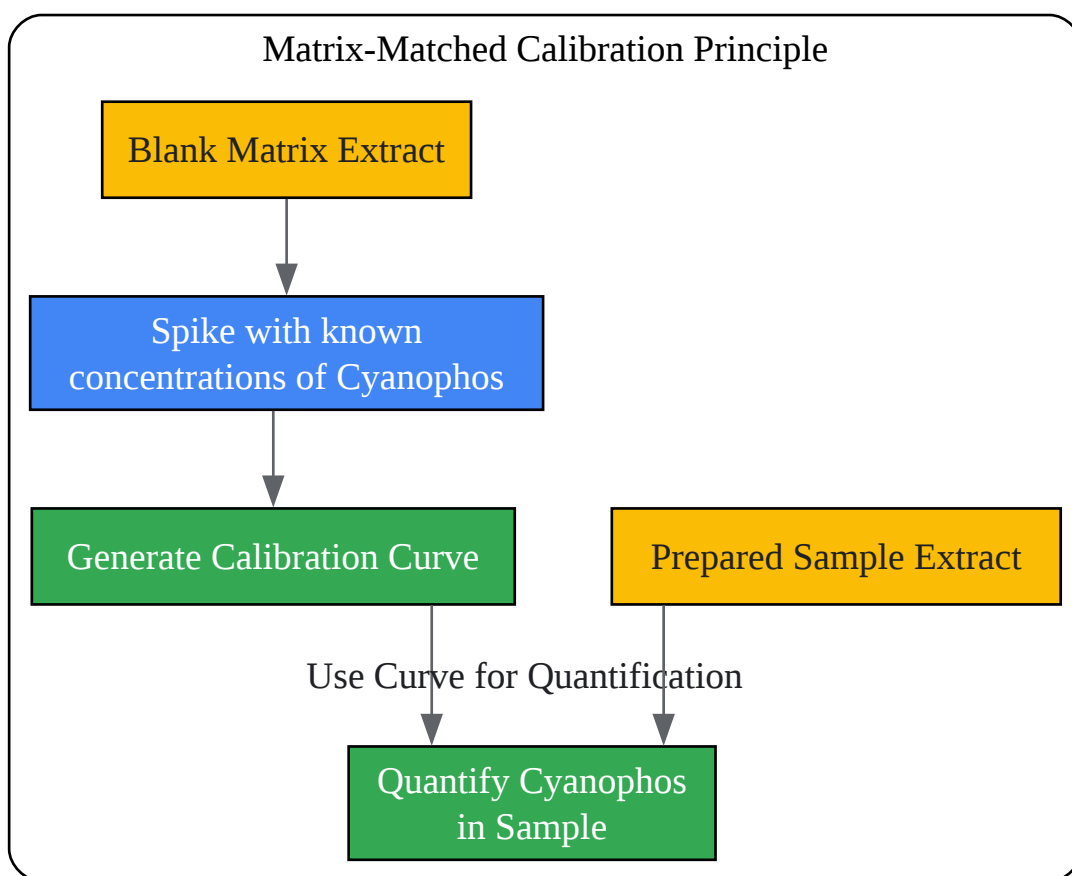 Matrix-Matched Calibration Principle
Blank Matrix Extract
Spike with known
concentrations of Cyanophos
Generate Calibration Curve
Prepared Sample Extract
Use Curve for Quantification
Quantify Cyanophos
in Sample